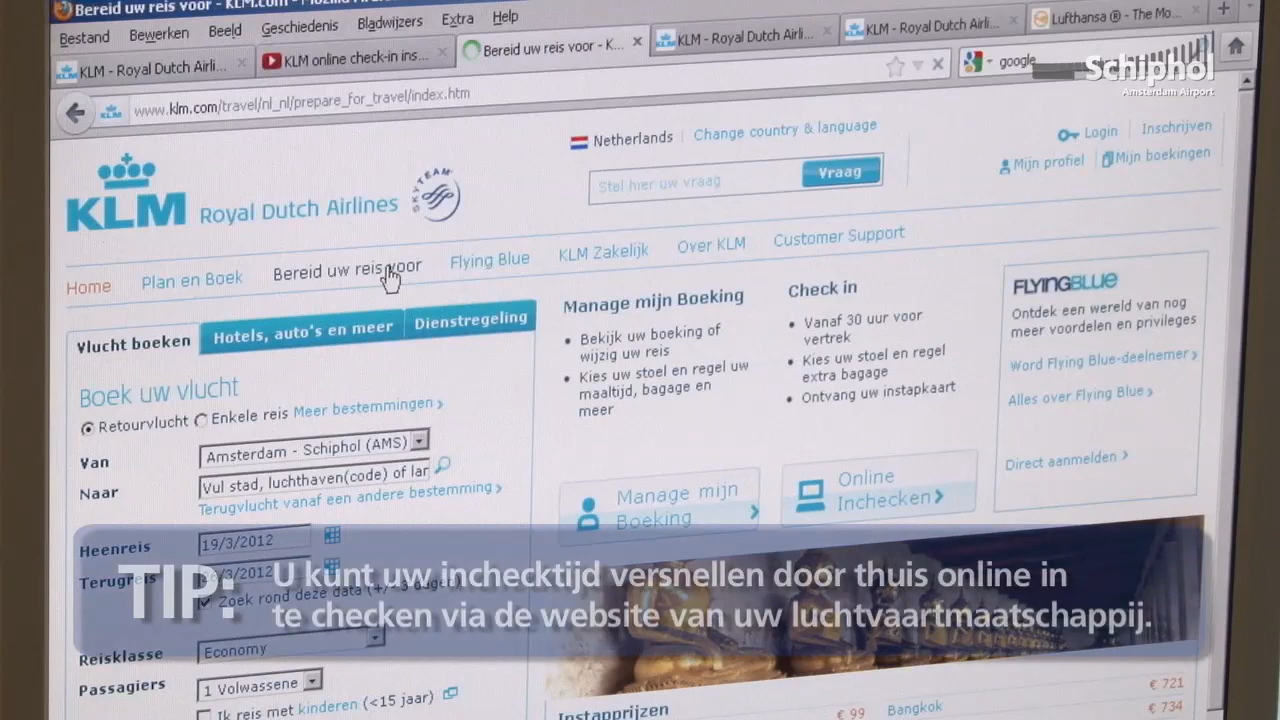 Bereid uw reis voor - KLM.com -
Bestand Bewerken Beeld Geschiedenis Bladwijzers Extra Help
KLM - Royal Dutch Airli...
KLM online check-in ins...
Bereid uw reis voor - K...
KLM - Royal Dutch Airli...
KLM - Royal Dutch Airli...
Lufthansa ® - The Mo...
www.klm.com/travel/nl_nl/prepare_for_travel/index.htm
google
Schiphol
Amsterdam Airport
KLM Royal Dutch Airlines
SKYTEAM
Netherlands Change country & language
Stel hier uw vraag
Vraag
Login Inschrijven
Mijn profiel Mijn boekingen
Home Plan en Boek Bereid uw reis voor Flying Blue KLM Zakelijk Over KLM Customer Support
Vlucht boeken Hotels, auto's en meer Dienstregeling
Boek uw vlucht
Retourvlucht Enkele reis Meer bestemmingen
Van Amsterdam - Schiphol (AMS)
Naar Vul stad, luchthaven(code) of lar
Terugvlucht vanaf een andere bestemming
Heenreis 19/3/2012
Terugreis 3/2012
Zoek rond deze data
Reisklasse Economy
Passagiers 1 Volwassene
Ik reis met kinderen (<15 jaar)
Manage mijn Boeking
Bekijk uw boeking of
wijzig uw reis
Kies uw stoel en regel uw
maaltijd, bagage en
meer
Manage mijn
Boeking
Check in
Vanaf 30 uur voor
vertrek
Kies uw stoel en regel
extra bagage
Ontvang uw instapkaart
Online
Inchecken
FLYINGBLUE
Ontdek een wereld van nog
meer voordelen en privileges
Word Flying Blue-deelnemer
Alles over Flying Blue
Direct aanmelden
TIP: U kunt uw inchecktijd versnellen door thuis online in
te checken via de website van uw luchtvaartmaatschappij.
Instapprijzen
€ 99
Bangkok
€ 721
€ 734